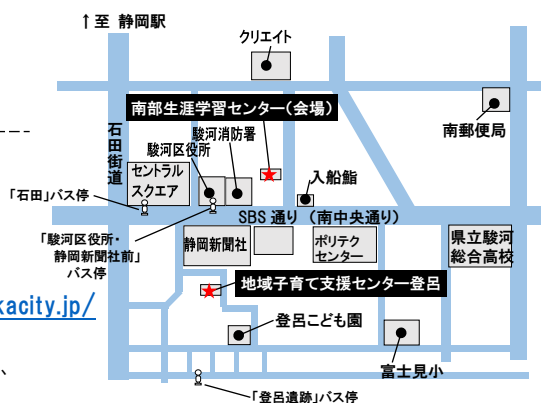 ↑至 静岡駅
クリエイト
南部生涯学習センター(会場)
南郵便局
石田街道
駿河消防署
駿河区役所
セントラル
スクエア
入船鮨
「石田」バス停
SBS通り (南中央通り)
「駿河区役所・
静岡新聞社前」
バス停
静岡新聞社
ポリテク
センター
県立駿河
総合高校
地域子育て支援センター登呂
kacity.jp/
登呂こども園
富士見小
、
「登呂遺跡」バス停